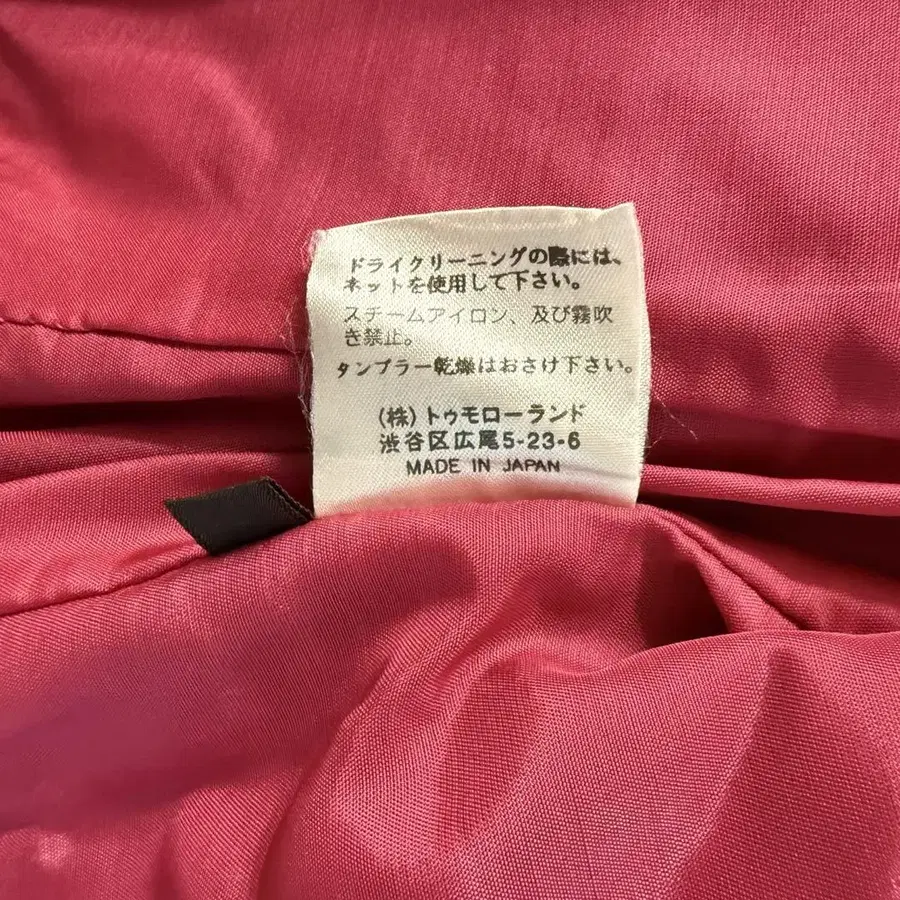 ドライクリーニングの際には、
ネットを使用して下さい。
スチームアイロン、及び霧吹
き禁止。
タンブラー乾燥はおさけ下さい。
(株)トゥモローランド
渋谷区広尾5-23-6
MADE IN JAPAN